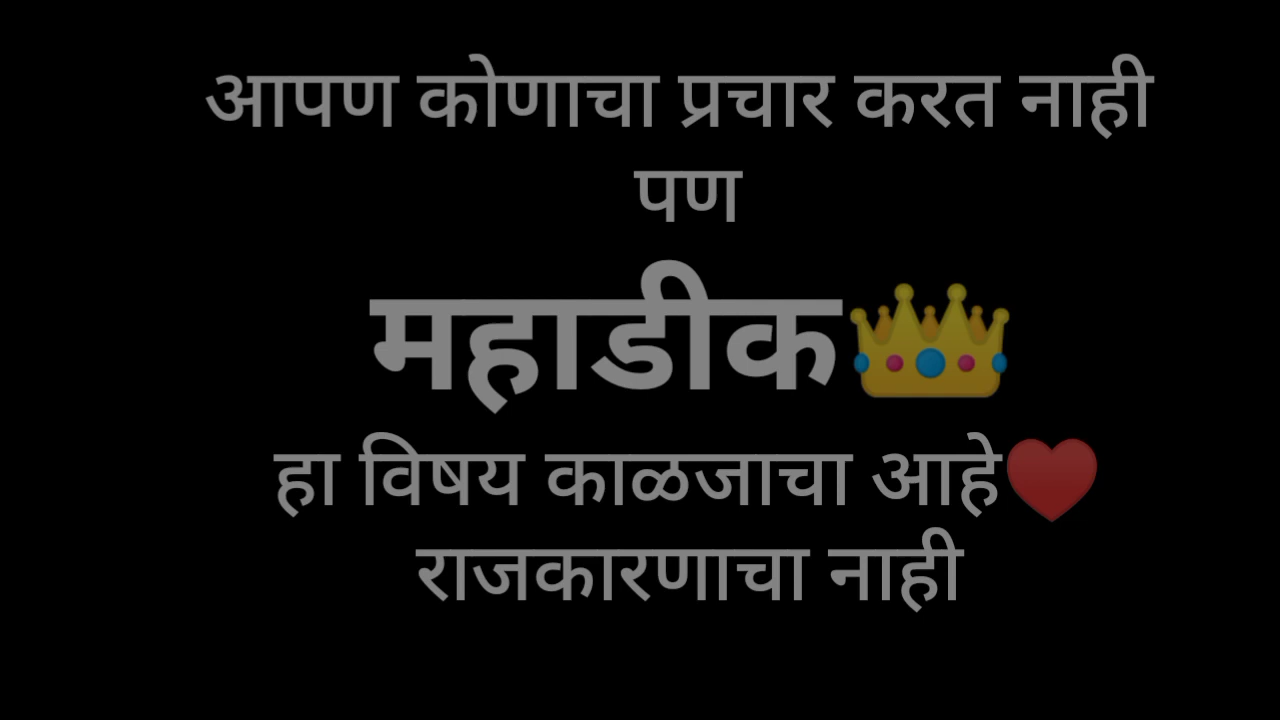 आपण कोणाचा प्रचार करत नाही
पण
महाडीक👑
हा विषय काळजाचा आहे♥️
राजकारणाचा नाही